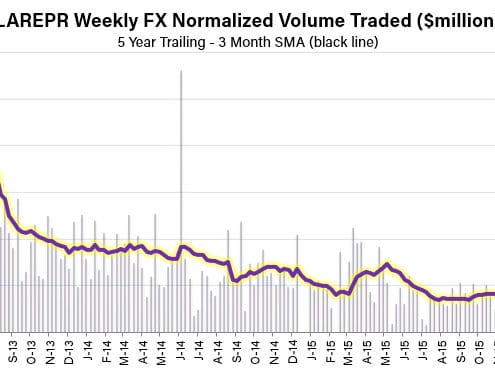 LAREPR Weekly FX Normalized Volume Traded ($million
5 Year Trailing - 3 Month SMA (black line)
S-13 O-13 N-13 D-13 J-14 F-14 M-14 A-14 M-14 J-14 J-14 A-14 S-14 O-14 N-14 D-14 J-15 F-15 M-15 A-15 M-15 J-15 J-15 A-15 S-15 O-15